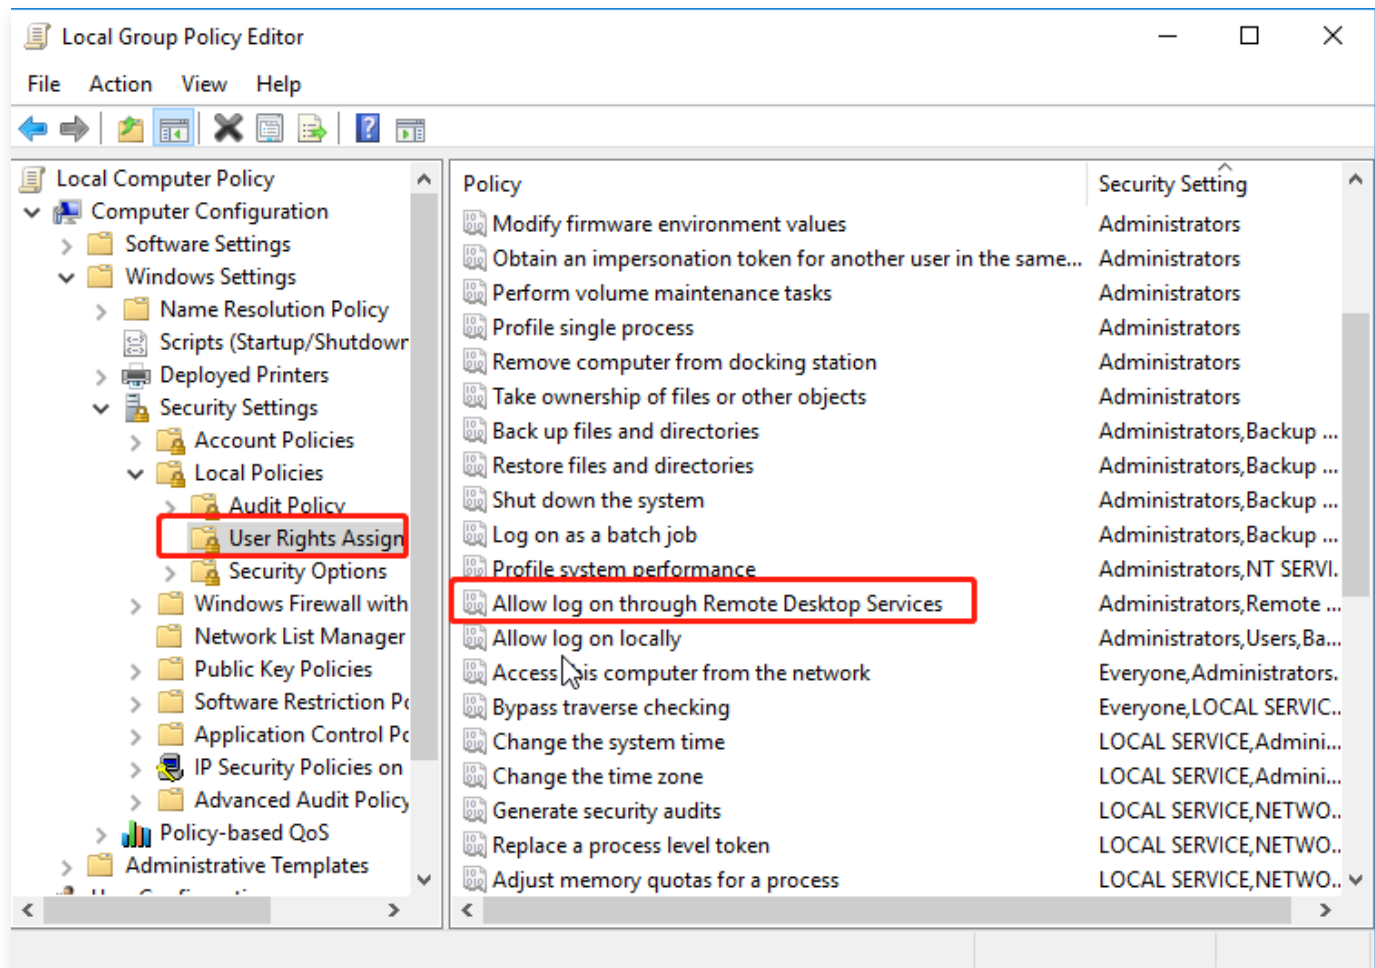 Local Group Policy Editor
File Action View Help
Local Computer Policy
Computer Configuration
Software Settings
Windows Settings
Name Resolution Policy
Scripts (Startup/Shutdown
Deployed Printers
Security Settings
Account Policies
Local Policies
Audit Policy
User Rights Assign
Security Options
Windows Firewall with
Network List Manager
Public Key Policies
Software Restriction Po
Application Control Po
IP Security Policies on
Advanced Audit Policy
Policy-based QoS
Administrative Templates
Policy Security Setting
Modify firmware environment values Administrators
Obtain an impersonation token for another user in the same... Administrators
Perform volume maintenance tasks Administrators
Profile single process Administrators
Remove computer from docking station Administrators
Take ownership of files or other objects Administrators
Back up files and directories Administrators,Backup ...
Restore files and directories Administrators,Backup ...
Shut down the system Administrators,Backup ...
Log on as a batch job Administrators,Backup ...
Profile system performance Administrators,NT SERVI.
Allow log on through Remote Desktop Services Administrators,Remote ...
Allow log on locally Administrators,Users,Ba...
Access this computer from the network Everyone,Administrators.
Bypass traverse checking Everyone,LOCAL SERVIC..
Change the system time LOCAL SERVICE,Admini...
Change the time zone LOCAL SERVICE,Admini...
Generate security audits LOCAL SERVICE,NETWO..
Replace a process level token LOCAL SERVICE,NETWO..
Adjust memory quotas for a process LOCAL SERVICE,NETWO..